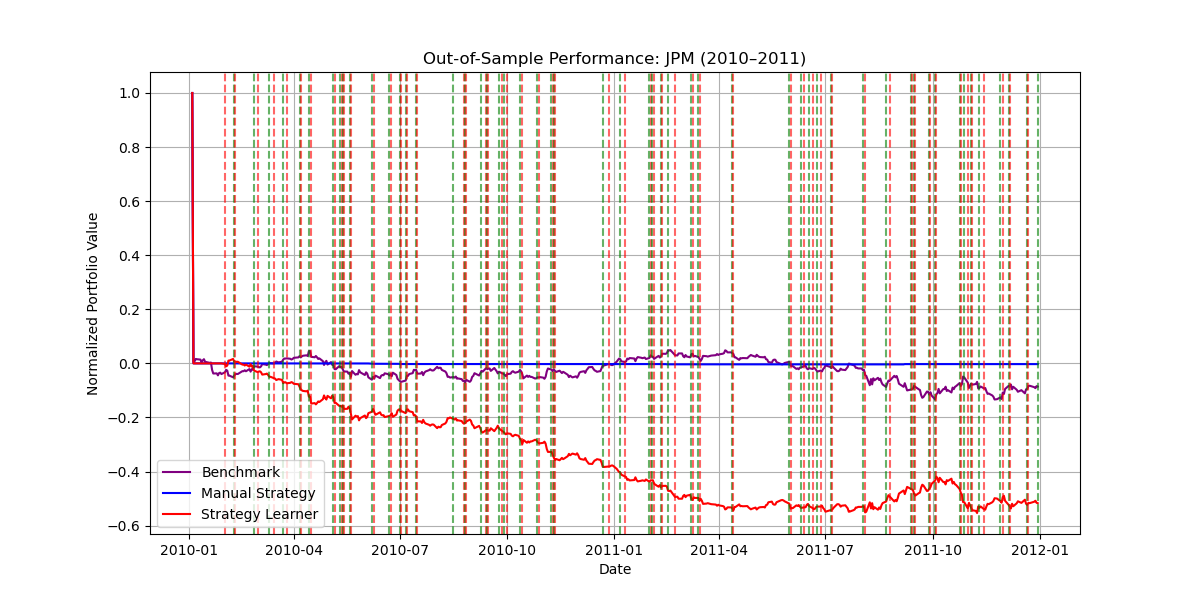 Out-of-Sample Performance: JPM (2010–2011)
Normalized Portfolio Value
1.0
0.8
0.6
0.4
0.2
0.0
−0.2
−0.4
−0.6
Benchmark
Manual Strategy
Strategy Learner
2010-01 2010-04 2010-07 2010-10 2011-01 2011-04 2011-07 2011-10 2012-01
Date